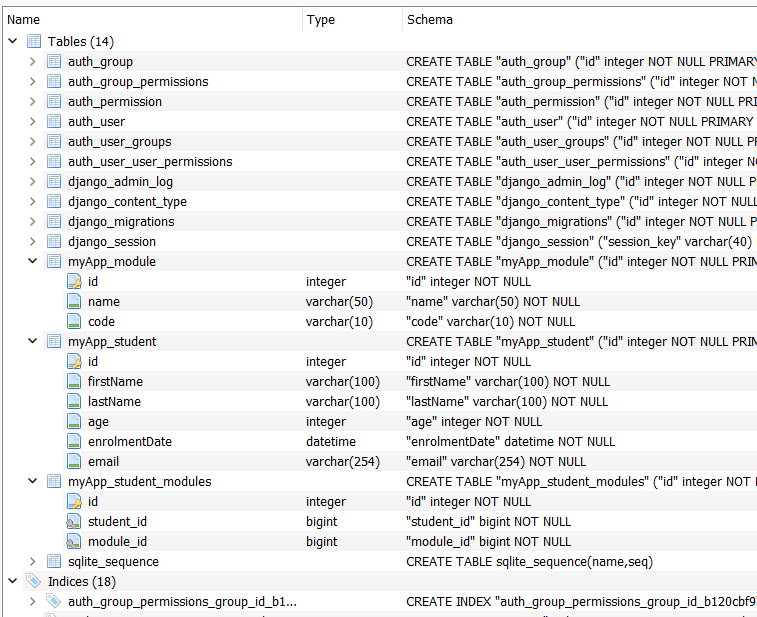 Name Type Schema
Tables (14)
auth_group CREATE TABLE "auth_group" ("id" integer NOT NULL PRIMARY
auth_group_permissions CREATE TABLE "auth_group_permissions" ("id" integer NOT N
auth_permission CREATE TABLE "auth_permission" ("id" integer NOT NULL PRI
auth_user CREATE TABLE "auth_user" ("id" integer NOT NULL PRIMARY
auth_user_groups CREATE TABLE "auth_user_groups" ("id" integer NOT NULL P
auth_user_user_permissions CREATE TABLE "auth_user_user_permissions" ("id" integer N
django_admin_log CREATE TABLE "django_admin_log" ("id" integer NOT NULL P
django_content_type CREATE TABLE "django_content_type" ("id" integer NOT NULL
django_migrations CREATE TABLE "django_migrations" ("id" integer NOT NULL P
django_session CREATE TABLE "django_session" ("session_key" varchar(40)
myApp_module CREATE TABLE "myApp_module" ("id" integer NOT NULL PRIM
id integer "id" integer NOT NULL
name varchar(50) "name" varchar(50) NOT NULL
code varchar(10) "code" varchar(10) NOT NULL
myApp_student CREATE TABLE "myApp_student" ("id" integer NOT NULL PRIM
id integer "id" integer NOT NULL
firstName varchar(100) "firstName" varchar(100) NOT NULL
lastName varchar(100) "lastName" varchar(100) NOT NULL
age integer "age" integer NOT NULL
enrolmentDate datetime "enrolmentDate" datetime NOT NULL
email varchar(254) "email" varchar(254) NOT NULL
myApp_student_modules CREATE TABLE "myApp_student_modules" ("id" integer NOT
id integer "id" integer NOT NULL
student_id bigint "student_id" bigint NOT NULL
module_id bigint "module_id" bigint NOT NULL
sqlite_sequence CREATE TABLE sqlite_sequence(name,seq)
Indices (18)
auth_group_permissions_group_id_b1... CREATE INDEX "auth_group_permissions_group_id_b120cbf9"